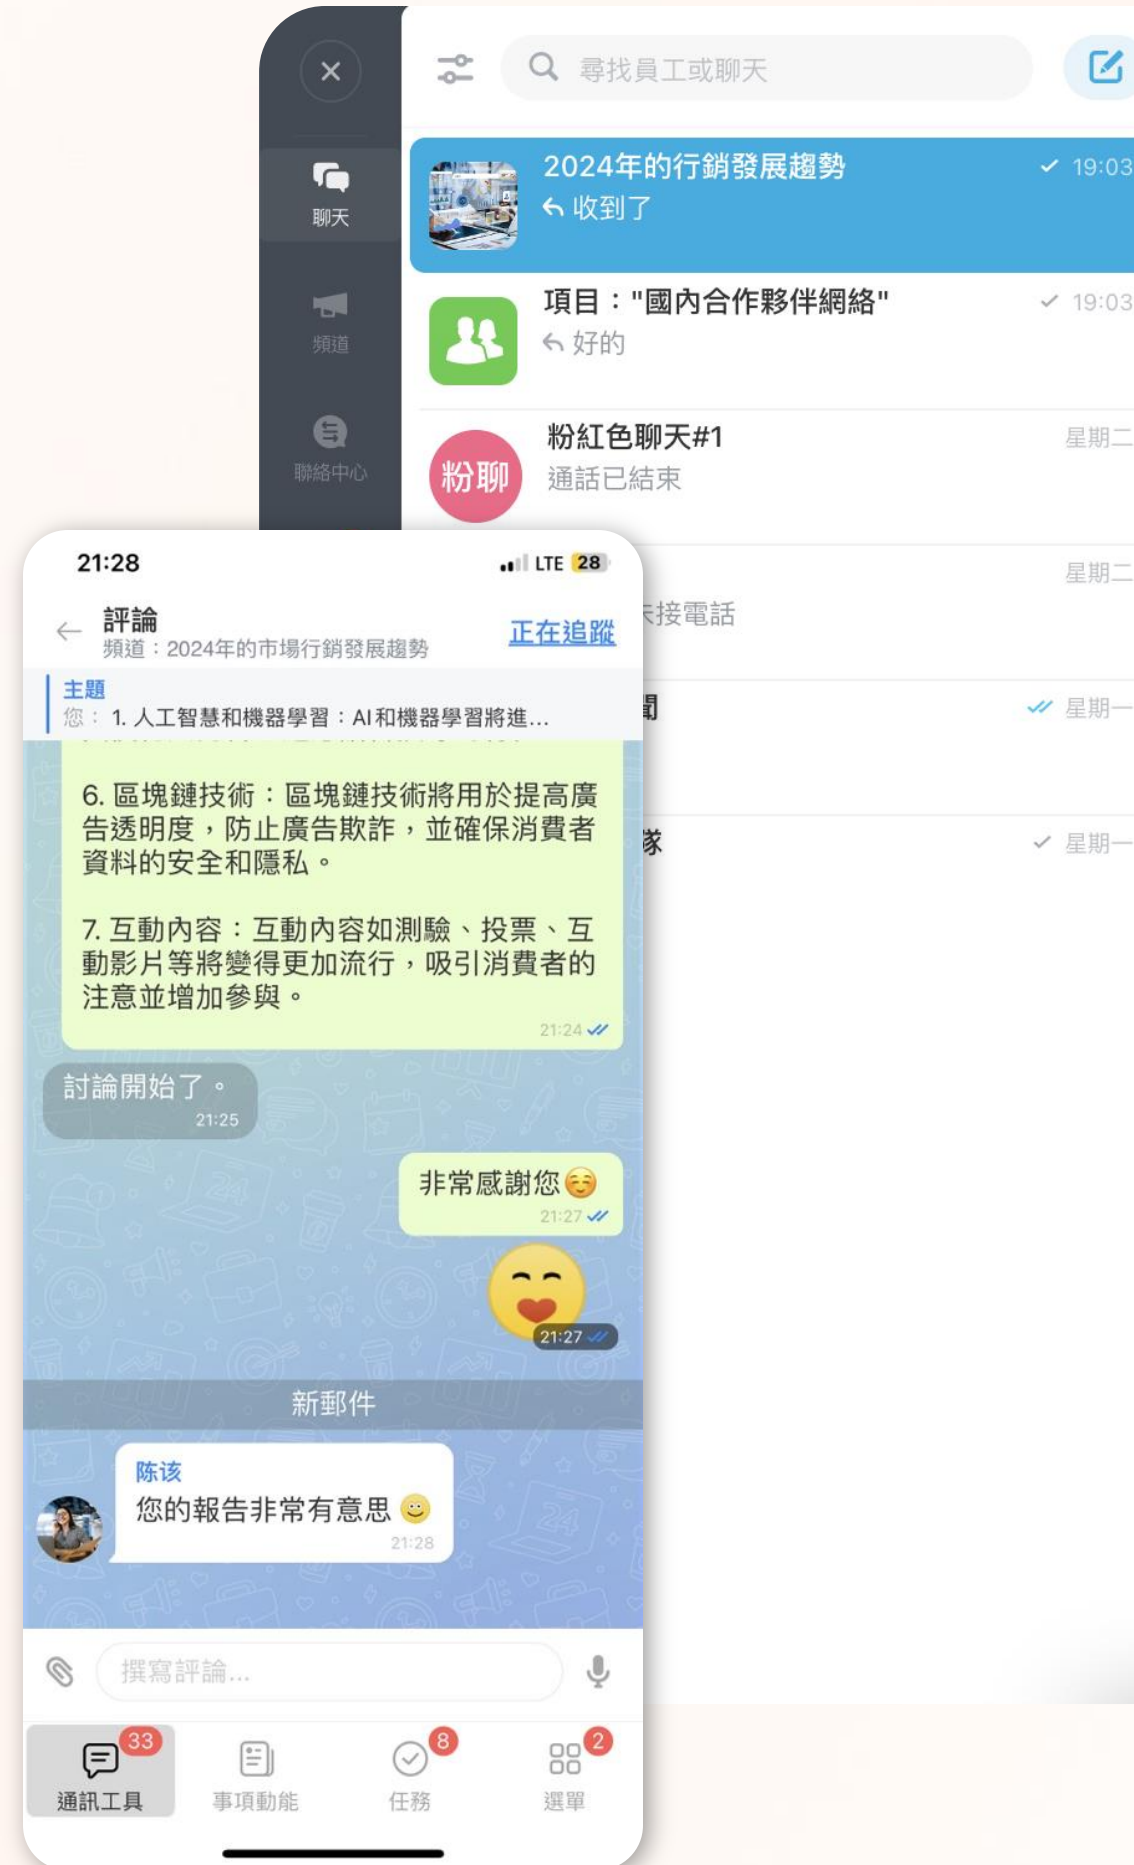 尋找員工或聊天
聊天
頻道
聯絡中心
2024年的行銷發展趨勢
19:03
收到了
項目："國內合作夥伴網絡"
19:03
好的
粉聊
粉紅色聊天#1
星期二
通話已結束
星期二
接電話
星期一
隊
星期一
21:28
LTE 28
評論
頻道：2024年的市場行銷發展趨勢
正在追蹤
主題
您： 1. 人工智慧和機器學習：AI和機器學習將進...
6. 區塊鏈技術：區塊鏈技術將用於提高廣
告透明度，防止廣告欺詐，並確保消費者
資料的安全和隱私。
7. 互動內容：互動內容如測驗、投票、互
動影片等將變得更加流行，吸引消費者的
注意並增加參與。
21:24
討論開始了。
21:25
非常感謝您
21:27
21:27
新郵件
陈该
您的報告非常有意思
21:28
撰寫評論...
33
通訊工具
事項動能
8
任務
2
選單